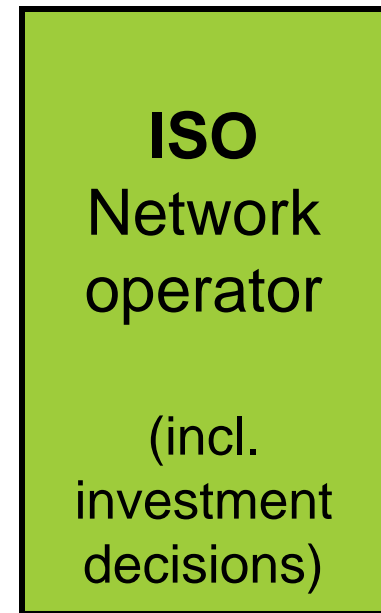 ISO
Network
operator
(incl.
investment
decisions)